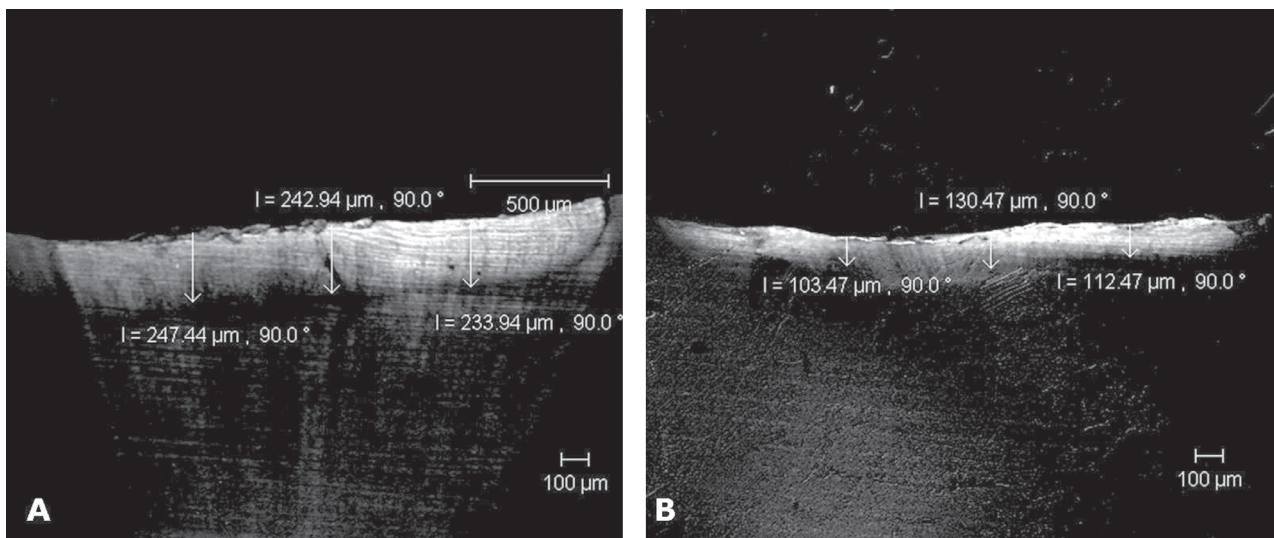 l = 242.94 µm , 90.0 °
500 µm
l = 247.44 µm , 90.0 °
l = 233.94 µm , 90.0 °
100 µm
A
l = 130.47 µm , 90.0 °
l = 103.47 µm , 90.0 °
l = 112.47 µm , 90.0 °
100 µm
B